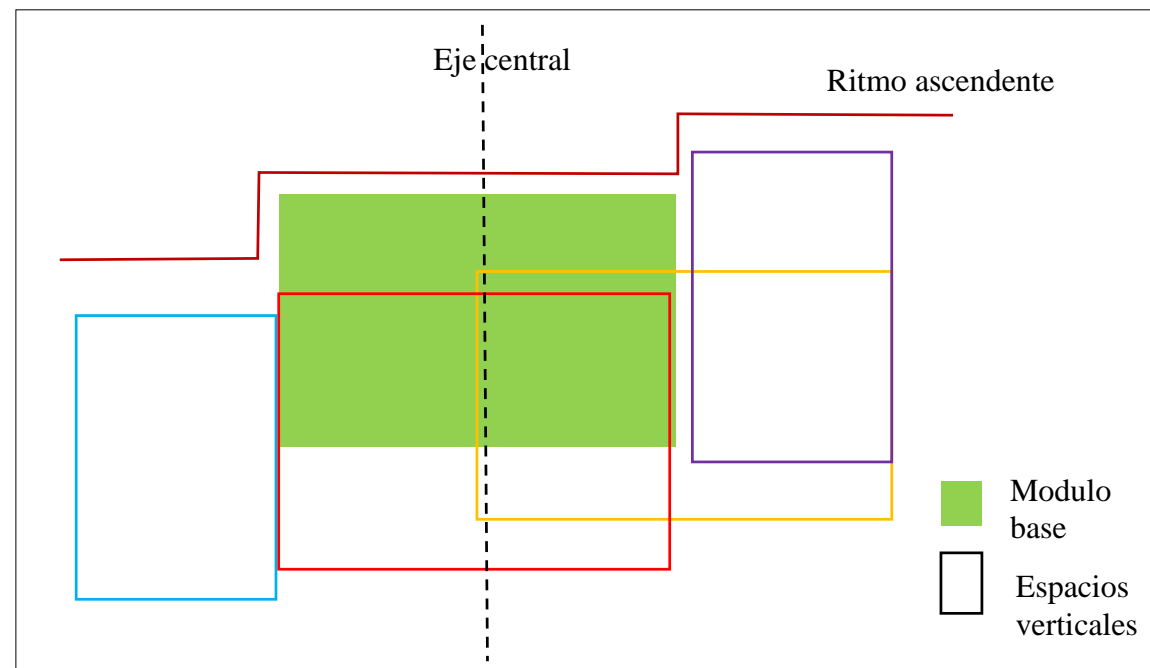 Eje central
Ritmo ascendente
Modulo
base
Espacios
verticales